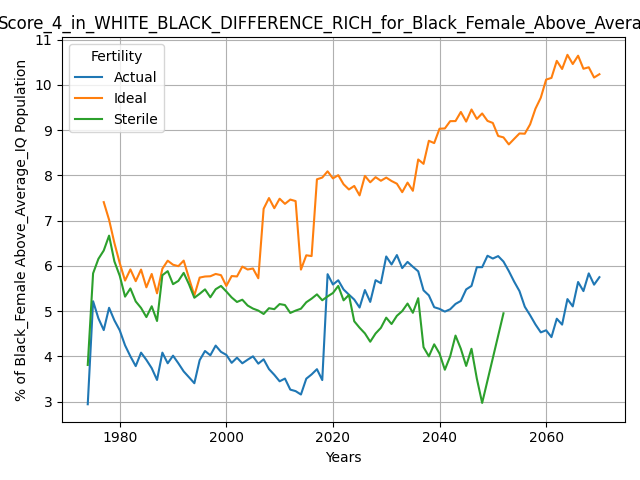 Score_4_in_WHITE_BLACK_DIFFERENCE_RICH_for_Black_Female_Above_Avera
% of Black_Female Above_Average_IQ Population
11
10
9
8
7
6
5
4
3
Fertility
Actual
Ideal
Sterile
1980 2000 2020 2040 2060
Years